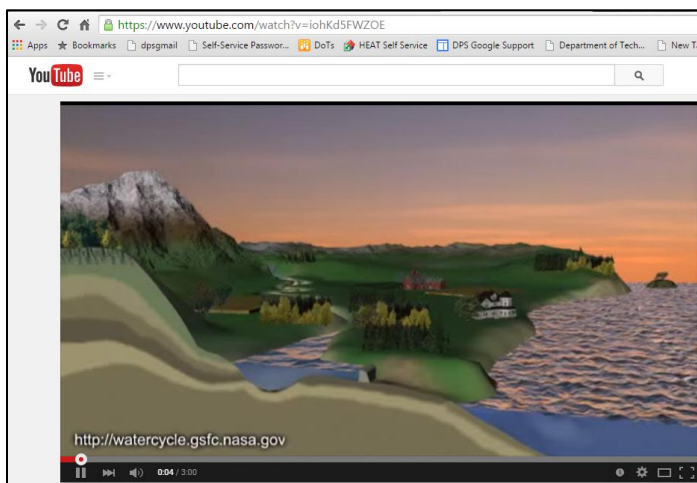 https://www.youtube.com/watch?v=iohKd5FWZOE
Apps Bookmarks dpsgmail Self-Service Passwor... DoTs HEAT Self Service DPS Google Support Department of Tech... New T
YouTube
http://watercycle.gsfc.nasa.gov
0:04 / 3:00